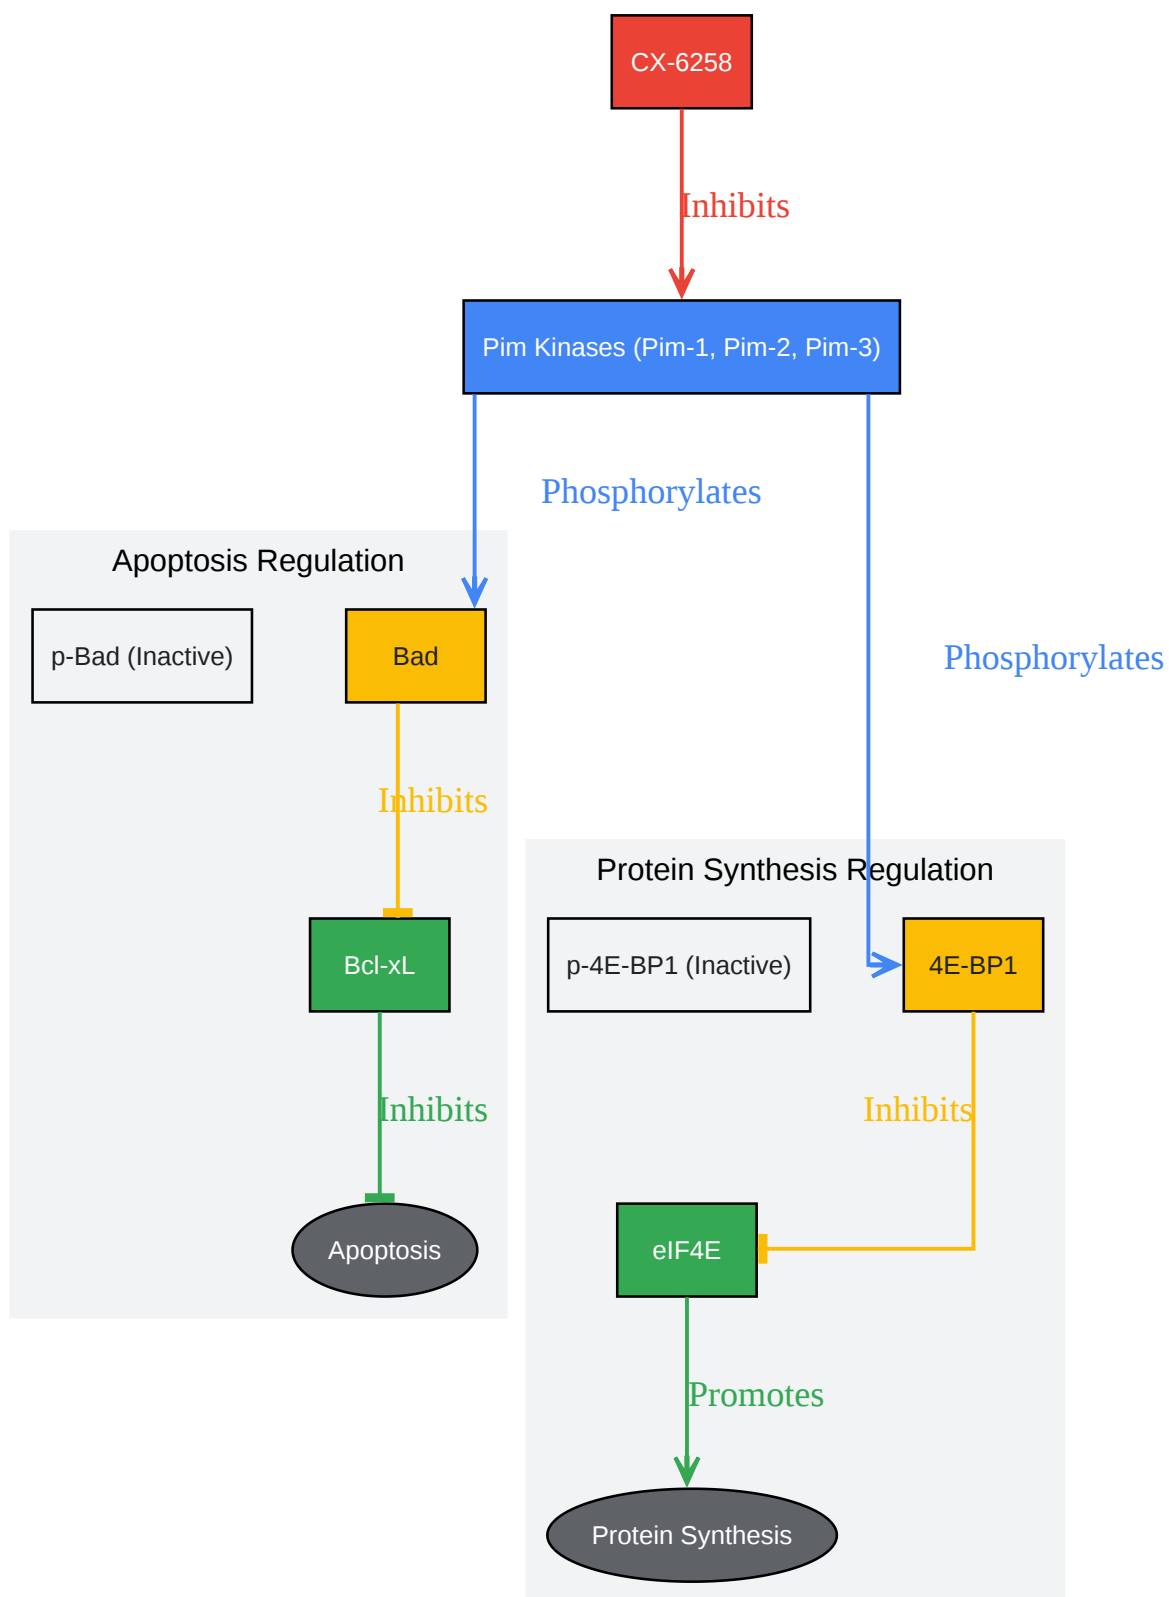 CX-6258
Inhibits
Pim Kinases (Pim-1, Pim-2, Pim-3)
Phosphorylates
Apoptosis Regulation
p-Bad (Inactive)
Bad
Phosphorylates
Inhibits
Protein Synthesis Regulation
Bcl-xL
p-4E-BP1 (Inactive)
4E-BP1
Inhibits
Inhibits
Apoptosis
eIF4E
Promotes
Protein Synthesis